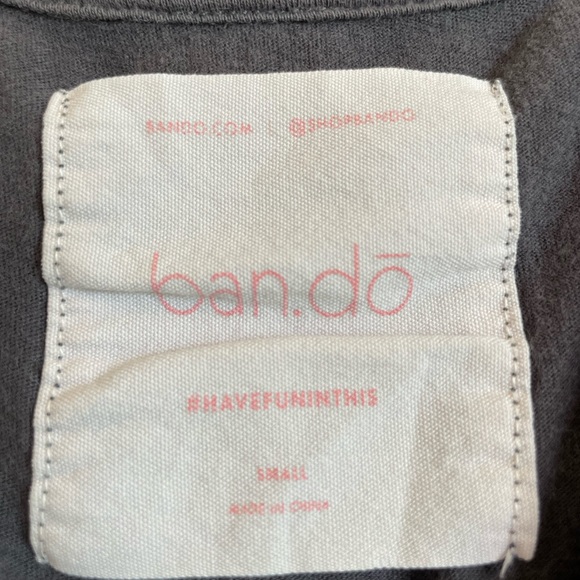 BANDO.COM | @SHOPBANDO
ban.dō
#HAVEFUNINTHIS
SMALL
MADE IN CHINA